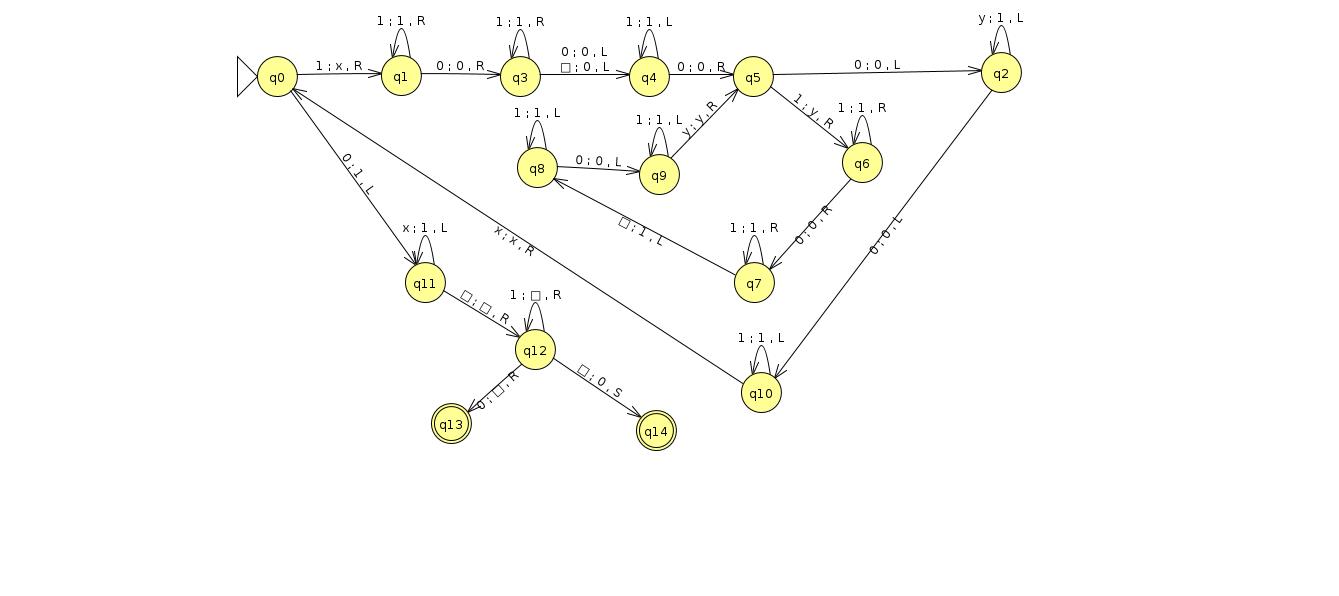 1 ; 1 , R
1 ; 1 , R
1 ; 1 , L
y ; 1 , L
q0
1 ; x , R
q1
0 ; 0 , R
q3
0 ; 0 , L
□ ; 0 , L
q4
0 ; 0 , R
q5
0 ; 0 , L
q2
1 ; 1 , L
1 ; 1 , L
y ; y , R
1 ; y , R
1 ; 1 , R
q8
0 ; 0 , L
q9
q6
0 ; 1 , L
x ; 1 , L
x ; x , R
□ ; 1 , L
1 ; 1 , R
0 ; 0 , R
0 ; 0 , L
q11
q7
□ ; □ , R
1 ; □ , R
q12
1 ; 1 , L
0 ; □ , R
□ ; 0 , S
q10
q13
q14